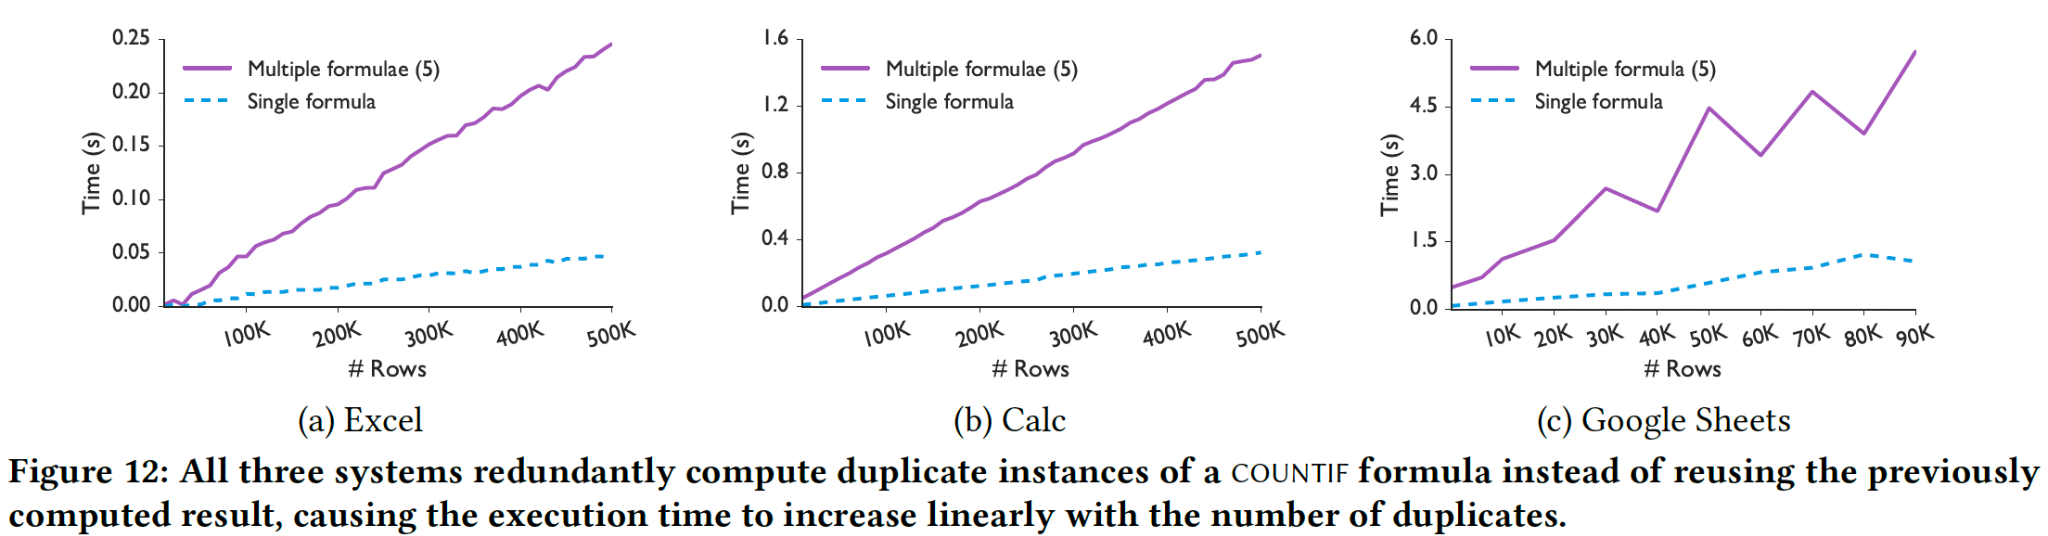 0.25
0.20
0.15
0.10
0.05
0.00
Time (s)
Multiple formulae (5)
Single formula
100K 200K 300K 400K 500K
# Rows
(a) Excel
1.6
1.2
0.8
0.4
0.0
Time (s)
Multiple formulae (5)
Single formula
100K 200K 300K 400K 500K
# Rows
(b) Calc
6.0
4.5
3.0
1.5
0.0
Time (s)
Multiple formula (5)
Single formula
10K 20K 30K 40K 50K 60K 70K 80K 90K
# Rows
(c) Google Sheets
Figure 12: All three systems redundantly compute duplicate instances of a COUNTIF formula instead of reusing the previously
computed result, causing the execution time to increase linearly with the number of duplicates.